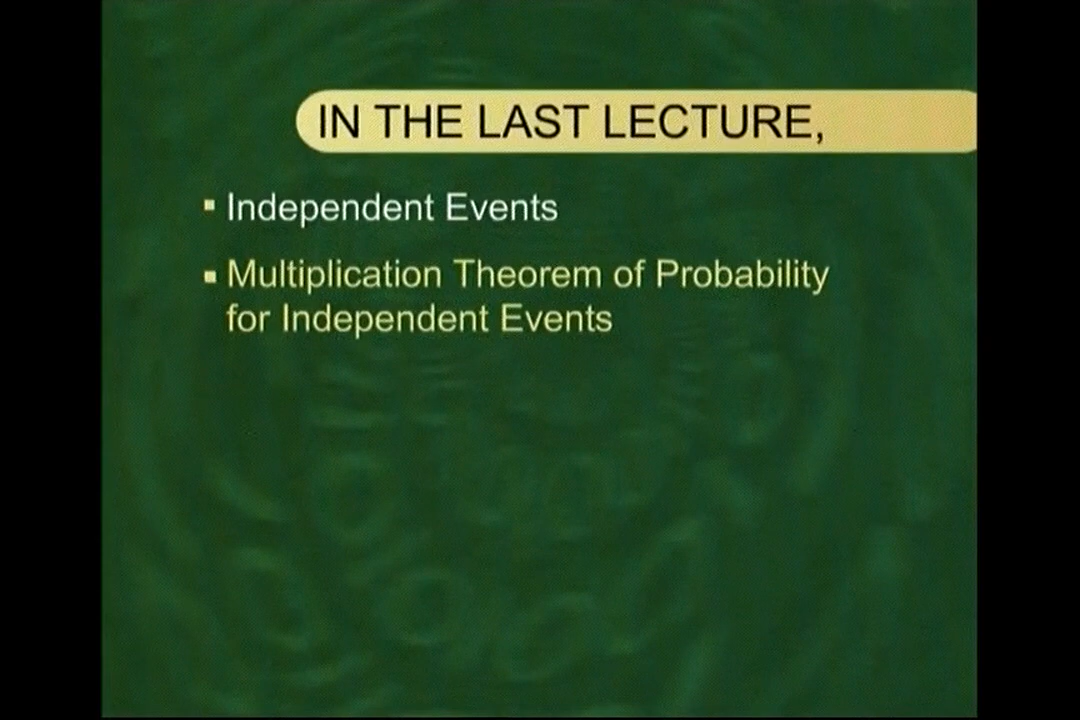 IN THE LAST LECTURE,
▪ Independent Events
▪ Multiplication Theorem of Probability
for Independent Events